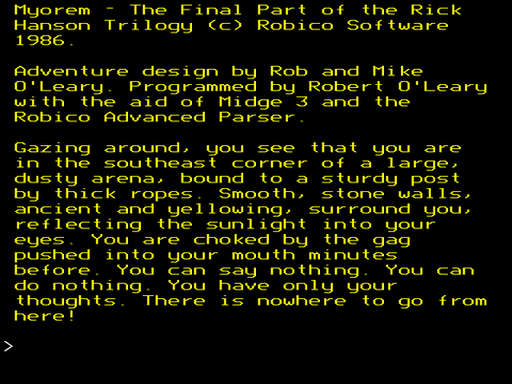 Myorem - The Final Part of the Rick
Hanson Trilogy (c) Robico Software
1986.
Adventure design by Rob and Mike
O'Leary. Programmed by Robert O'Leary
with the aid of Midge 3 and the
Robico Advanced Parser.
Gazing around, you see that you are
in the southeast corner of a large,
dusty arena, bound to a sturdy post
by thick ropes. Smooth, stone walls,
ancient and yellowing, surround you,
reflecting the sunlight into your
eyes. You are choked by the gag
pushed into your mouth minutes
before. You can say nothing. You can
do nothing. You have only your
thoughts. There is nowhere to go from
here!
>